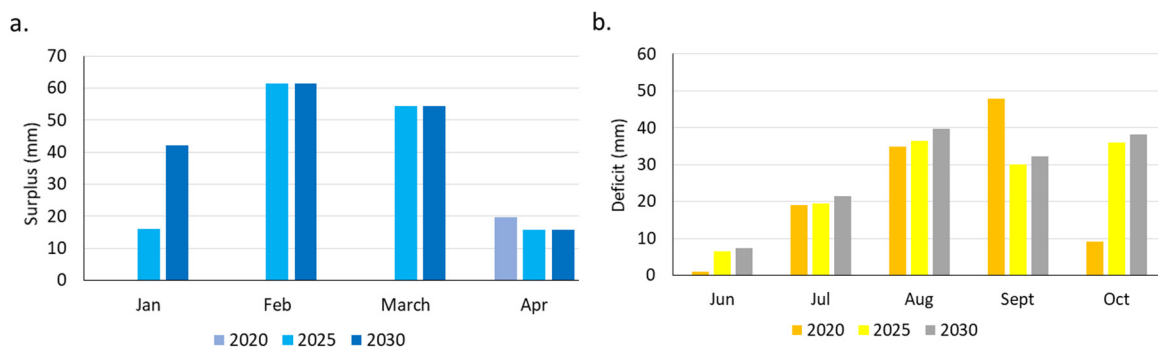 a.
Surplus (mm)
70
60
50
40
30
20
10
0
Jan Feb March Apr
2020 2025 2030
b.
Deficit (mm)
60
50
40
30
20
10
0
Jun Jul Aug Sept Oct
2020 2025 2030